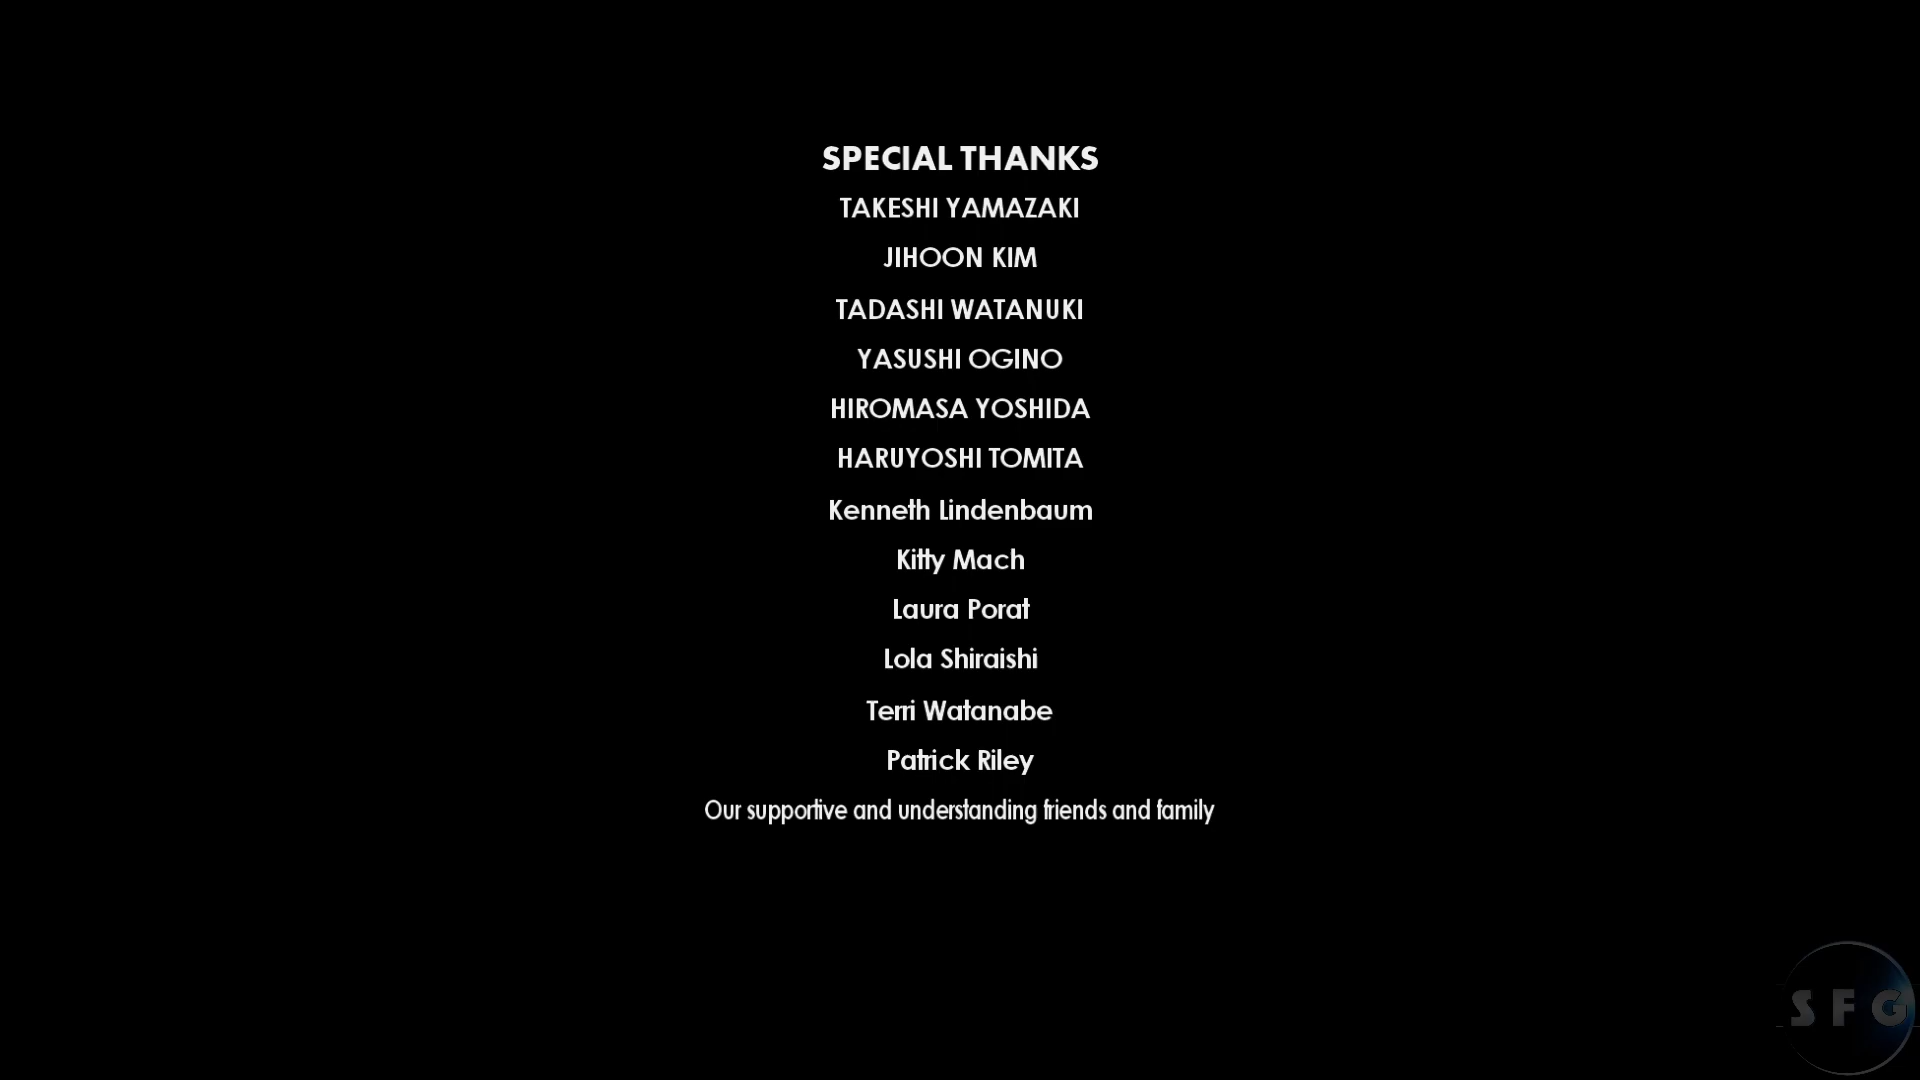 SPECIAL THANKS
TAKESHI YAMAZAKI
JIHOON KIM
TADASHI WATANUKI
YASUSHI OGINO
HIROMASA YOSHIDA
HARUYOSHI TOMITA
Kenneth Lindenbaum
Kitty Mach
Laura Porat
Lola Shiraishi
Terri Watanabe
Patrick Riley
Our supportive and understanding friends and family
S F G